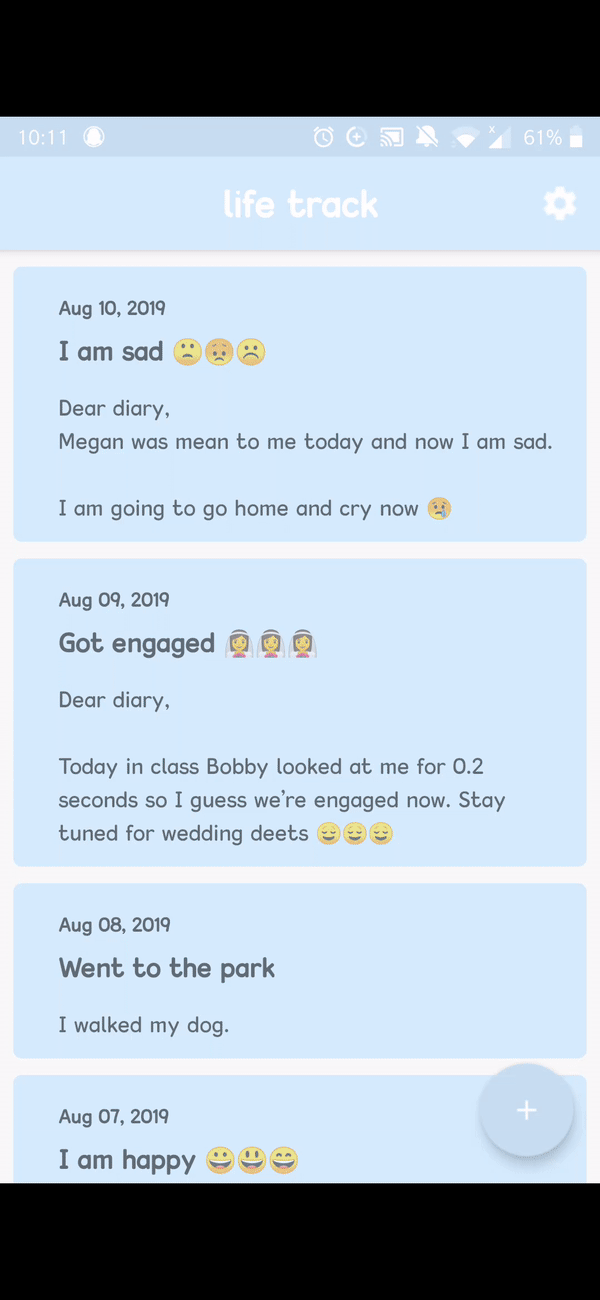 10:11 61%
life track
Aug 10, 2019
I am sad 🙁😥☹️
Dear diary,
Megan was mean to me today and now I am sad.
I am going to go home and cry now 😢
Aug 09, 2019
Got engaged 👰👰👰
Dear diary,
Today in class Bobby looked at me for 0.2
seconds so I guess we’re engaged now. Stay
tuned for wedding deets 😌😌😌
Aug 08, 2019
Went to the park
I walked my dog.
Aug 07, 2019
I am happy 😀😃😄
+